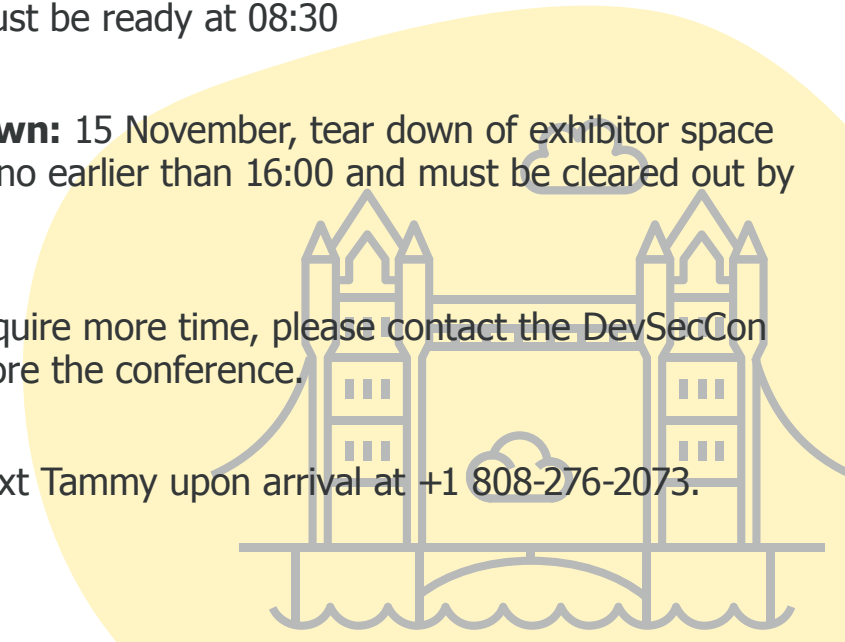 ust be ready at 08:30
wn: 15 November, tear down of exhibitor space
no earlier than 16:00 and must be cleared out by
quire more time, please contact the DevSecCon
ore the conference.
xt Tammy upon arrival at +1 808-276-2073.